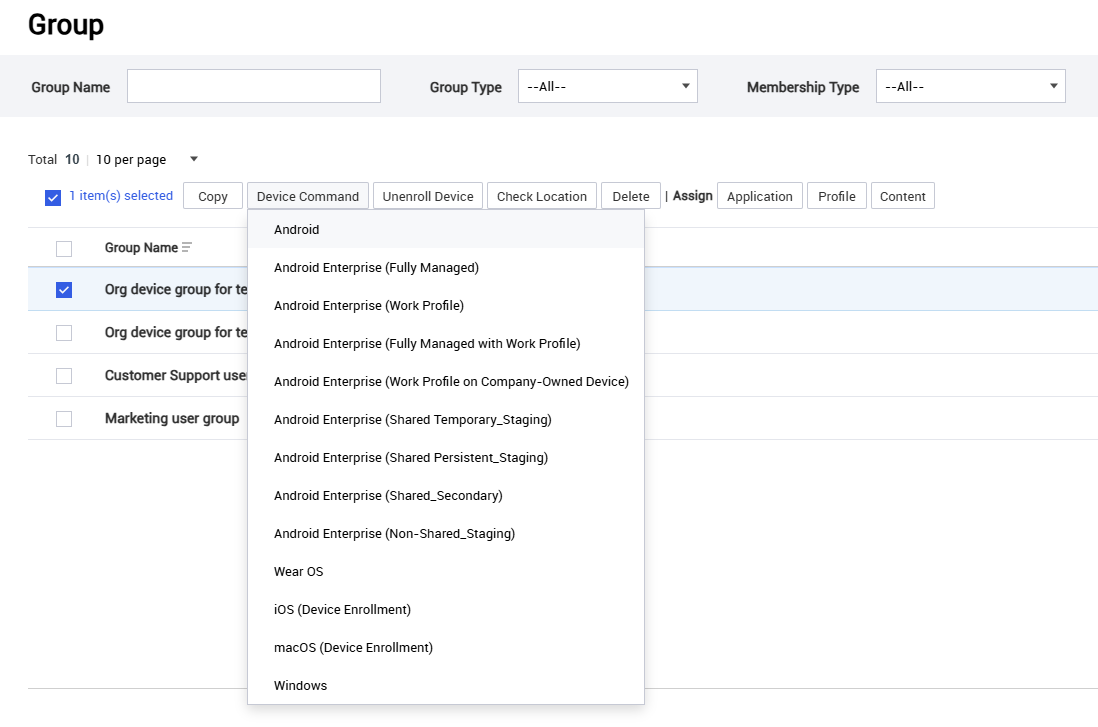 Group
Group Name Group Type --All-- Membership Type --All--
Total 10 | 10 per page
1 item(s) selected Copy Device Command Unenroll Device Check Location Delete | Assign Application Profile Content
Android
Group Name
Android Enterprise (Fully Managed)
Org device group for te
Android Enterprise (Work Profile)
Org device group for te
Android Enterprise (Fully Managed with Work Profile)
Customer Support use
Android Enterprise (Work Profile on Company-Owned Device)
Marketing user group
Android Enterprise (Shared Temporary_Staging)
Android Enterprise (Shared Persistent_Staging)
Android Enterprise (Shared_Secondary)
Android Enterprise (Non-Shared_Staging)
Wear OS
iOS (Device Enrollment)
macOS (Device Enrollment)
Windows